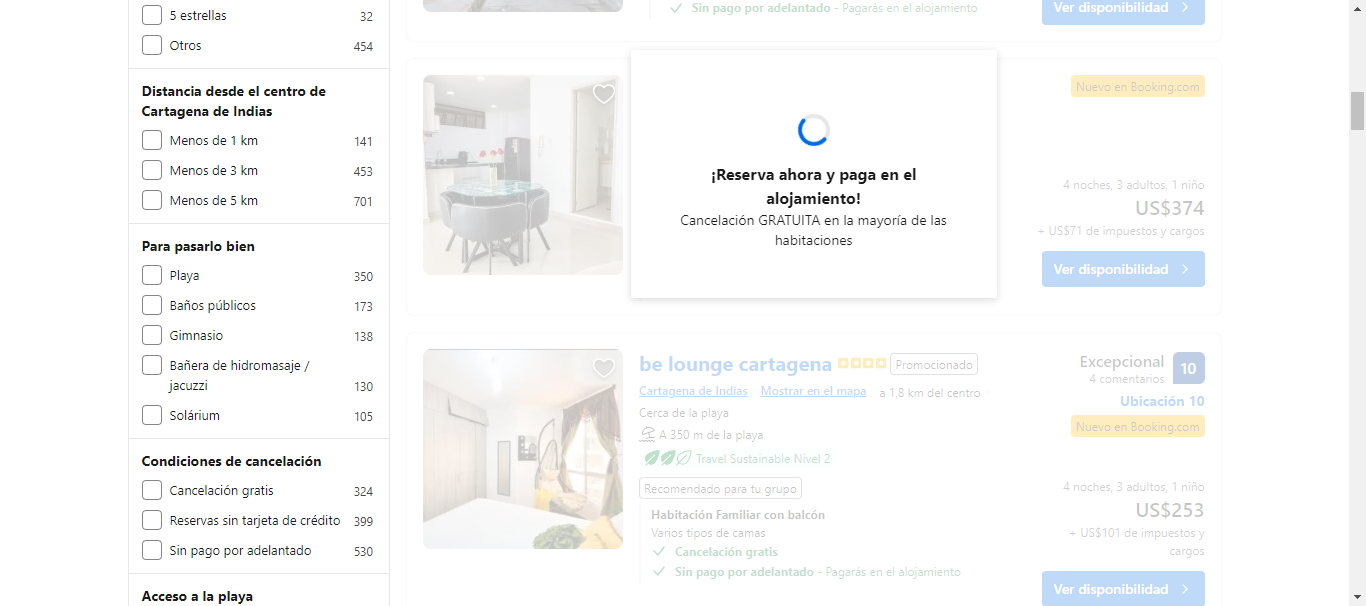 5 estrellas 32
Otros 454
Distancia desde el centro de
Cartagena de Indias
Menos de 1 km 141
Menos de 3 km 453
Menos de 5 km 701
Para pasarlo bien
Playa 350
Baños públicos 173
Gimnasio 138
Bañera de hidromasaje /
jacuzzi 130
Solárium 105
Condiciones de cancelación
Cancelación gratis 324
Reservas sin tarjeta de crédito 399
Sin pago por adelantado 530
Acceso a la playa
Sin pago por adelantado - Pagarás en el alojamiento
Ver disponibilidad
¡Reserva ahora y paga en el
alojamiento!
Cancelación GRATUITA en la mayoría de las
habitaciones
Nuevo en Booking.com
4 noches, 3 adultos, 1 niño
US$374
+ US$71 de impuestos y cargos
Ver disponibilidad
be lounge cartagena Promocionado
Cartagena de Indias Mostrar en el mapa a 1,8 km del centro
Cerca de la playa
A 350 m de la playa
Travel Sustainable Nivel 2
Recomendado para tu grupo
Habitación Familiar con balcón
Varios tipos de camas
Cancelación gratis
Sin pago por adelantado - Pagarás en el alojamiento
Excepcional 10
4 comentarios
Ubicación 10
Nuevo en Booking.com
4 noches, 3 adultos, 1 niño
US$253
+ US$101 de impuestos y
cargos
Ver disponibilidad